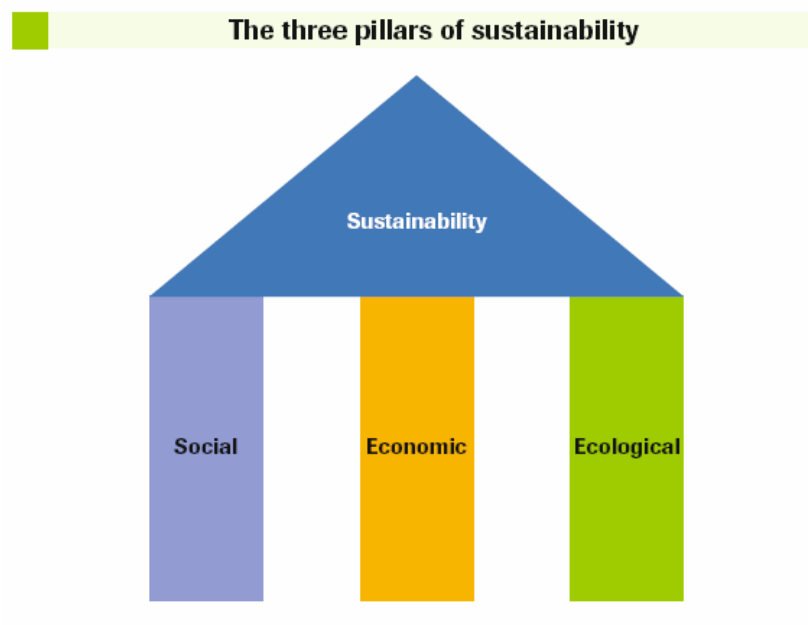 The three pillars of sustainability
Sustainability
Social
Economic
Ecological